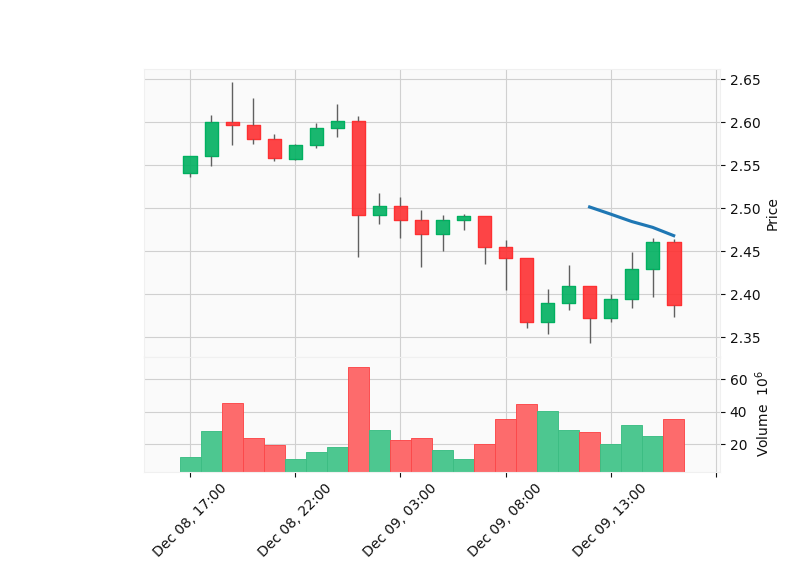 2.65
2.60
2.55
2.50
2.45
2.40
2.35
Price
60
40
20
Volume 10^6
Dec 08, 17:00
Dec 08, 22:00
Dec 09, 03:00
Dec 09, 08:00
Dec 09, 13:00